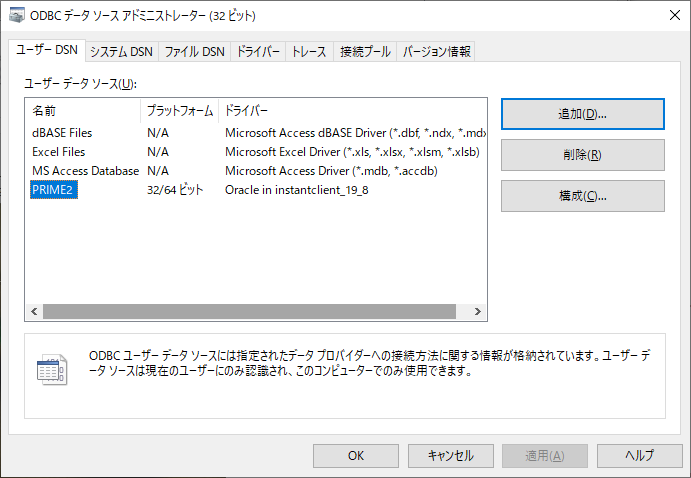 ODBC データ ソース アドミニストレーター (32 ビット)
ユーザー DSN システム DSN ファイル DSN ドライバー トレース 接続プール バージョン情報
ユーザー データ ソース(U):
名前 プラットフォーム ドライバー
dBASE Files N/A Microsoft Access dBASE Driver (*.dbf, *.ndx, *.mdx
Excel Files N/A Microsoft Excel Driver (*.xls, *.xlsx, *.xlsm, *.xlsb)
MS Access Database N/A Microsoft Access Driver (*.mdb, *.accdb)
PRIME2 32/64 ビット Oracle in instantclient_19_8
追加(D)...
削除(R)
構成(C)...
ODBC ユーザー データ ソースには指定されたデータ プロバイダーへの接続方法に関する情報が格納されています。ユーザー デ
ータ ソースは現在のユーザーにのみ認識され、このコンピューターでのみ使用できます。
OK キャンセル 適用(A) ヘルプ